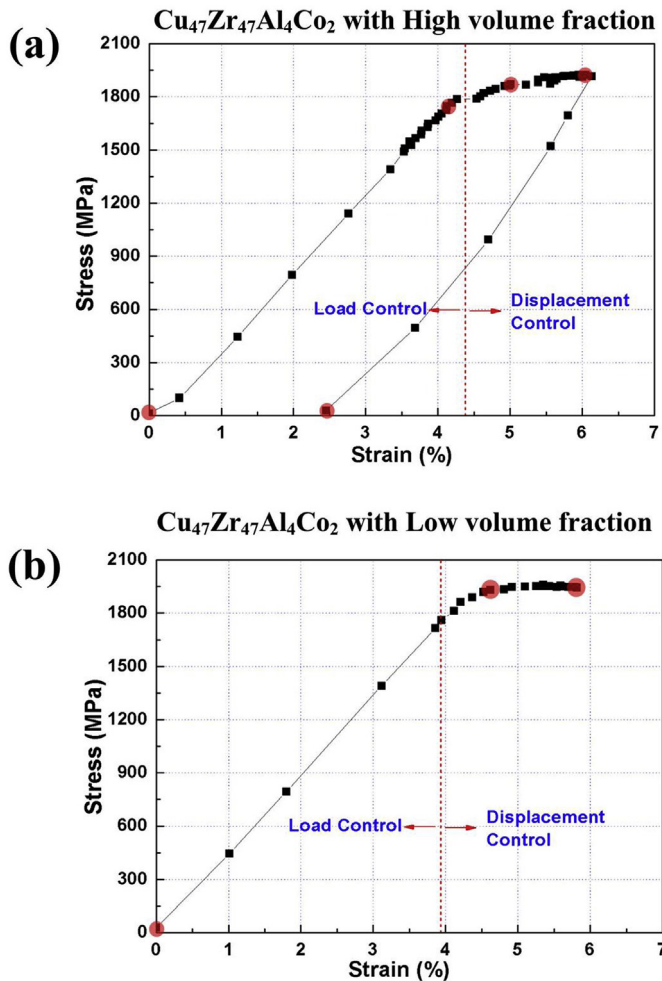 Cu₄₇Zr₄₇Al₄Co₂ with High volume fraction
(a)
2100
1800
1500
1200
900
600
300
0
Stress (MPa)
Load Control
Displacement
Control
0 1 2 3 4 5 6 7
Strain (%)
Cu₄₇Zr₄₇Al₄Co₂ with Low volume fraction
(b)
2100
1800
1500
1200
900
600
300
0
Stress (MPa)
Load Control
Displacement
Control
0 1 2 3 4 5 6 7
Strain (%)